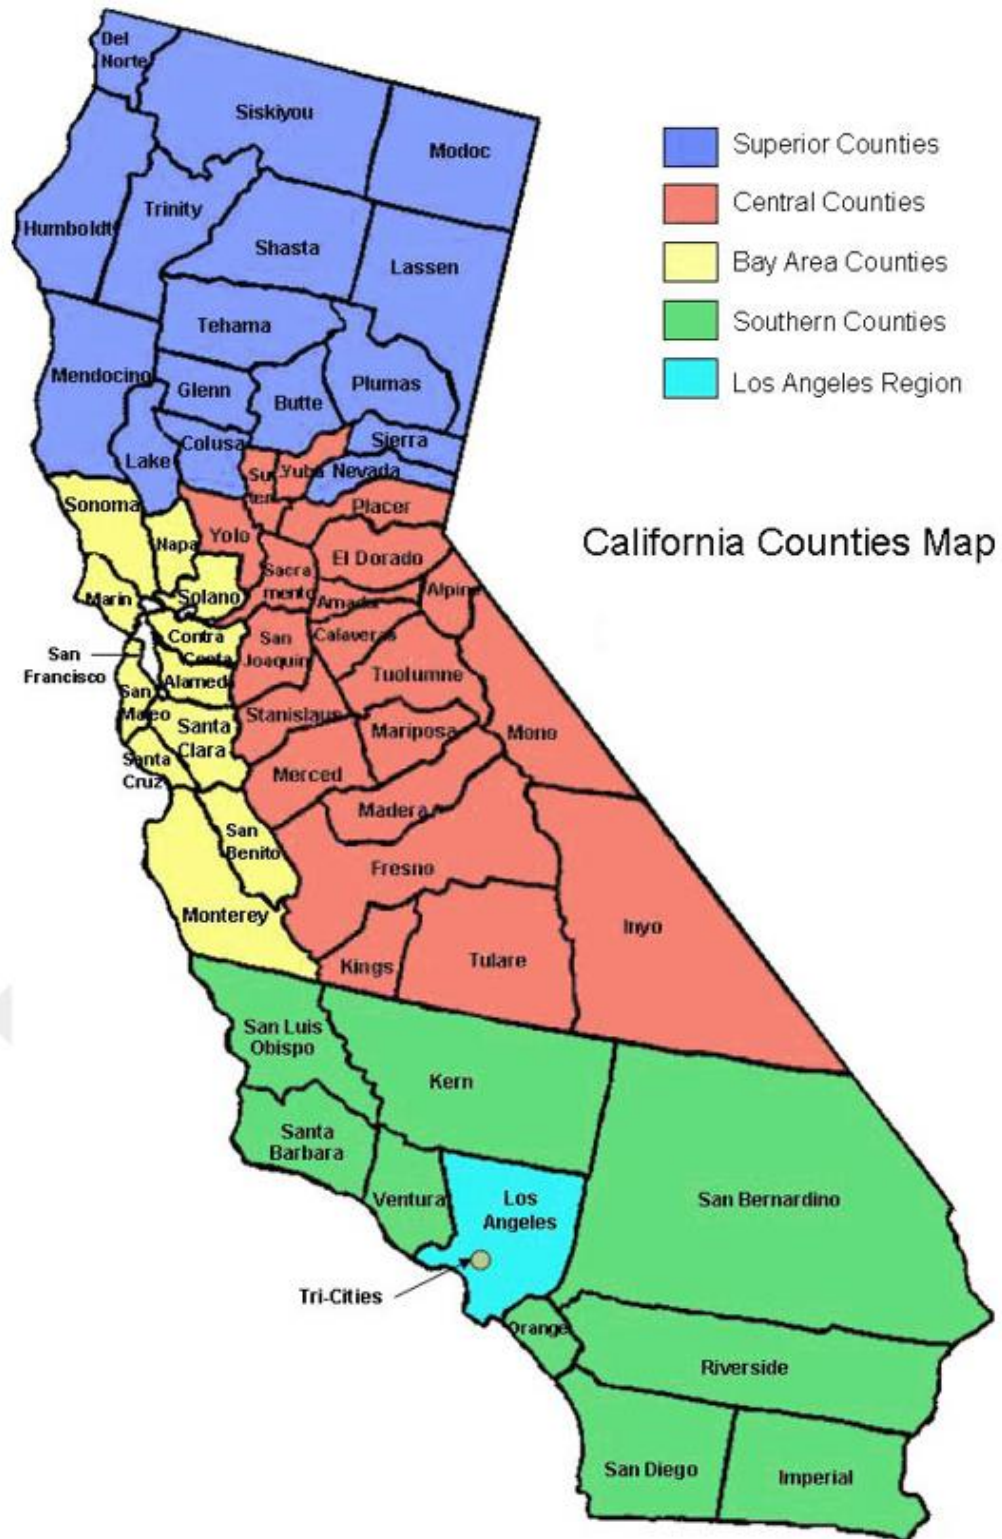 Del
Norte
Siskiyou
Modoc
Humboldt
Trinity
Shasta
Lassen
Tehama
Mendocino
Glenn
Butte
Plumas
Lake
Colusa
Sierra
Su
tter
Yuba
Nevada
Superior Counties
Central Counties
Bay Area Counties
Southern Counties
Los Angeles Region
California Counties Map
Sonoma
Napa
Yolo
Placer
El Dorado
Sacra
mento
Amador
Alpine
Marin
Solano
Contra
Costa
San
Joaquin
Calaveras
Tuolumne
San
Francisco
Alameda
San
Mateo
Santa
Clara
Stanislaus
Mariposa
Mono
Santa
Cruz
Merced
Madera
San
Benito
Fresno
Monterey
Kings
Tulare
Inyo
San Luis
Obispo
Kern
Santa
Barbara
Ventura
Los
Angeles
San Bernardino
Tri-Cities
Orange
Riverside
San Diego
Imperial